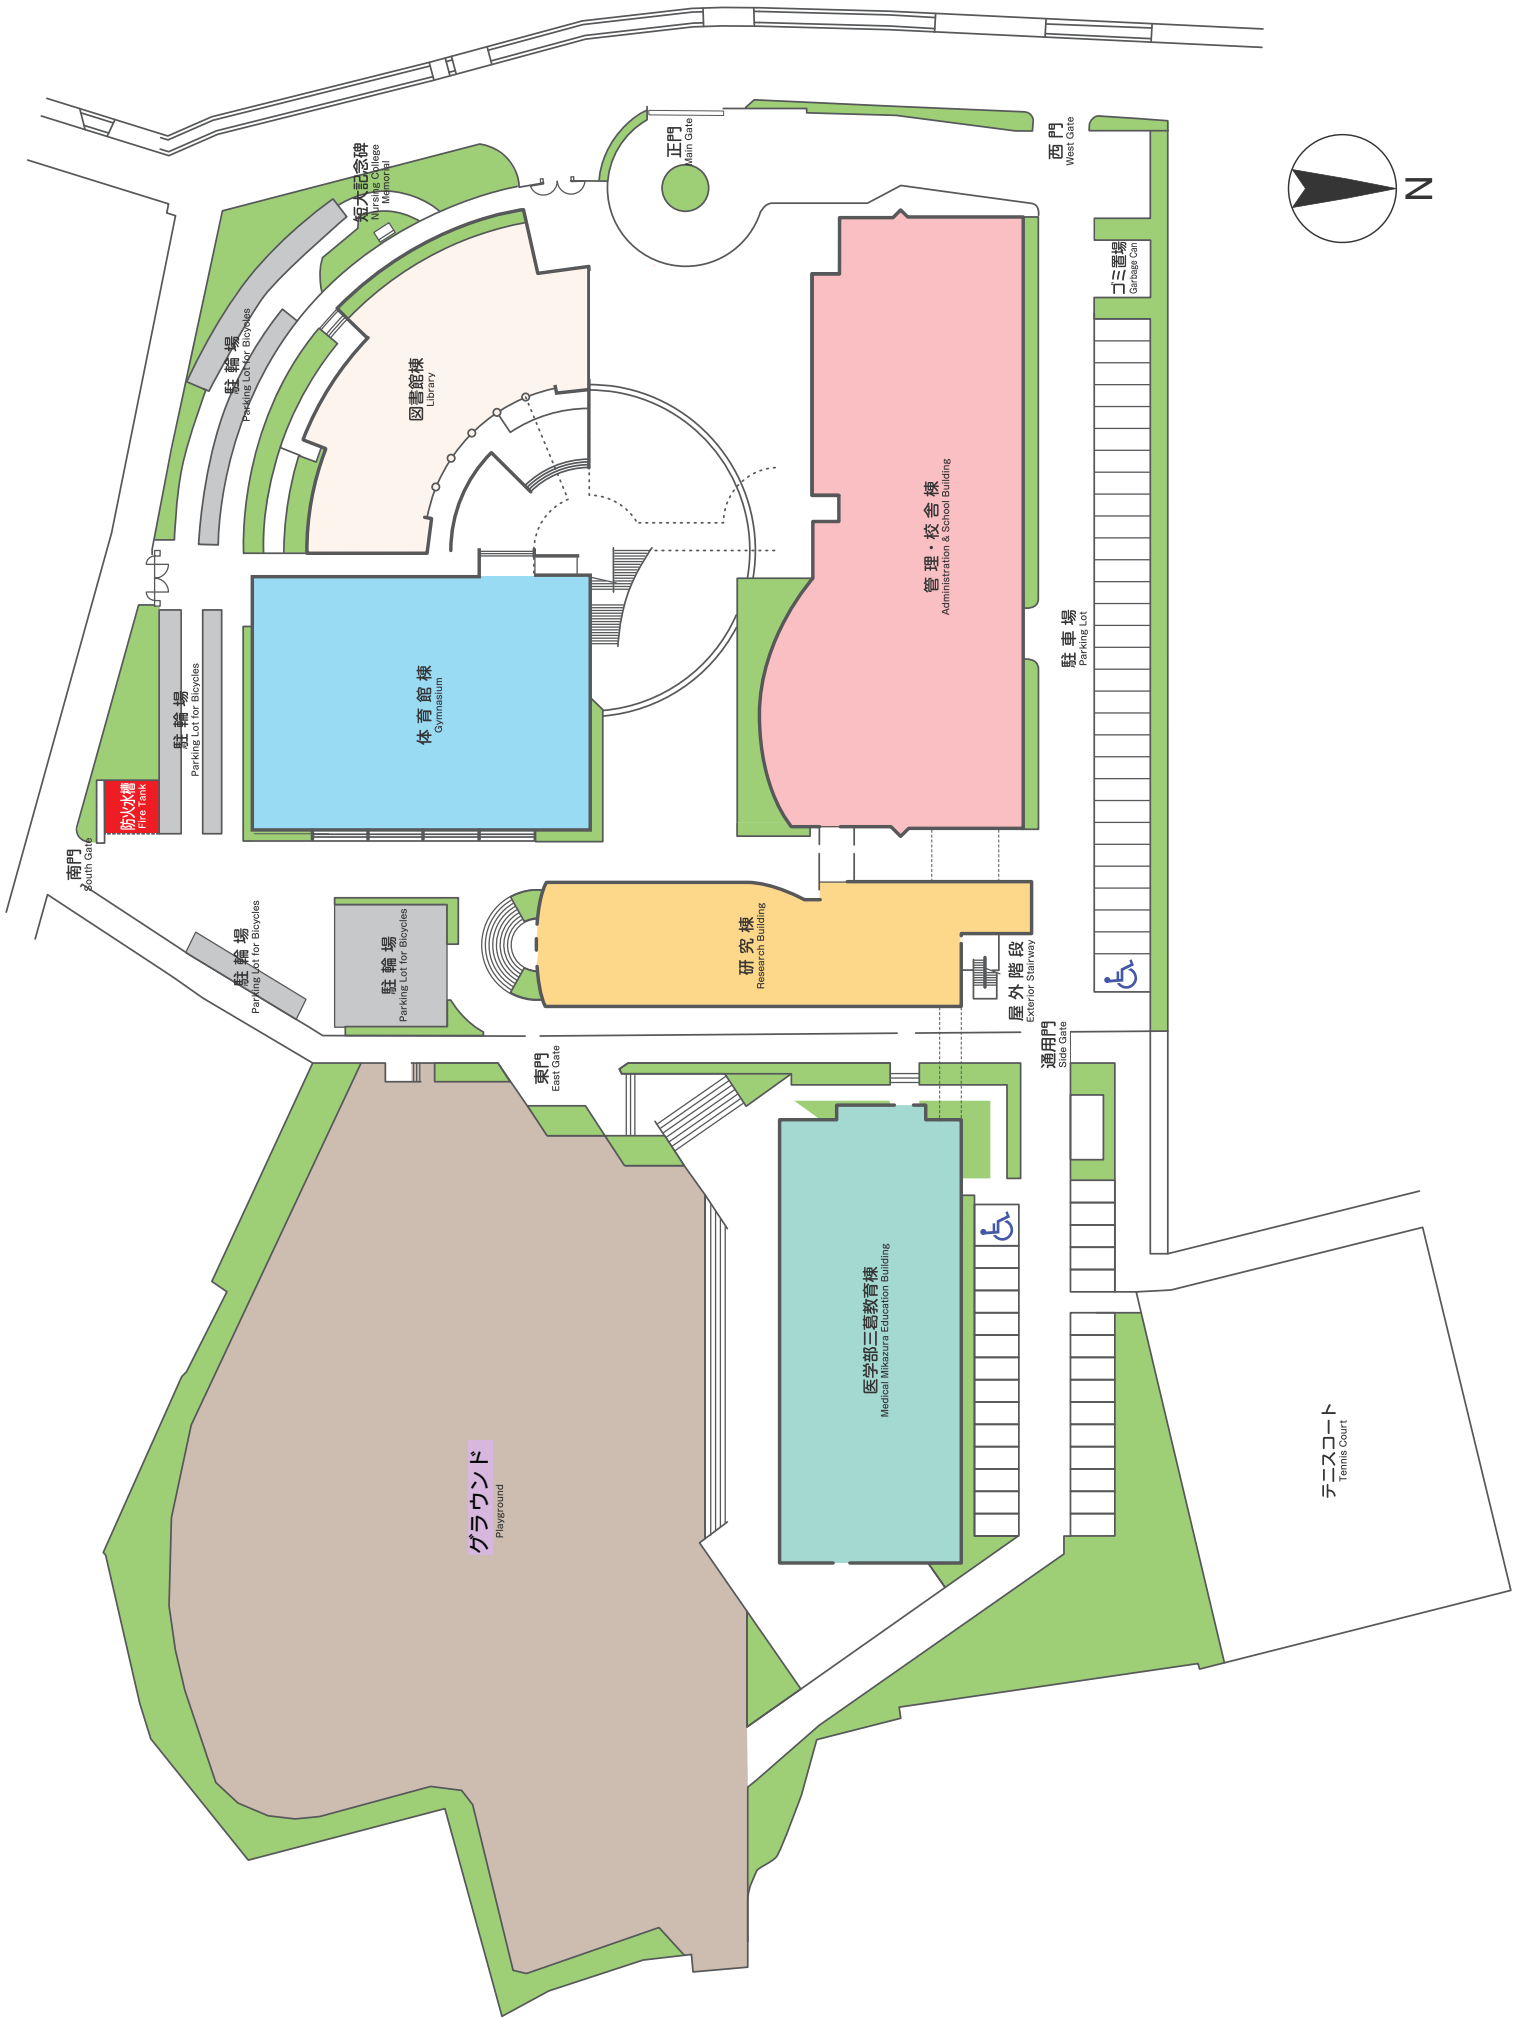 正門
Main Gate
西 門
West Gate
短大記念碑
Nursing College
Memorial
N
ゴミ置場
Garbage Can
駐 輪 場
Parking Lot for Bicycles
図書館棟
Library
管 理・校 舎 棟
Administration & School Building
駐 車 場
Parking Lot
体 育 館 棟
Gymnasium
駐 輪 場
Parking Lot for Bicycles
防火水槽
Fire Tank
南門
South Gate
駐 輪 場
Parking Lot for Bicycles
駐 輪 場
Parking Lot for Bicycles
研 究 棟
Research Building
屋 外 階 段
Exterior Stairway
東門
East Gate
通用門
Side Gate
医学部三葛教育棟
Medical Mikazura Education Building
グラウンド
Playground
テニスコート
Tennis Court